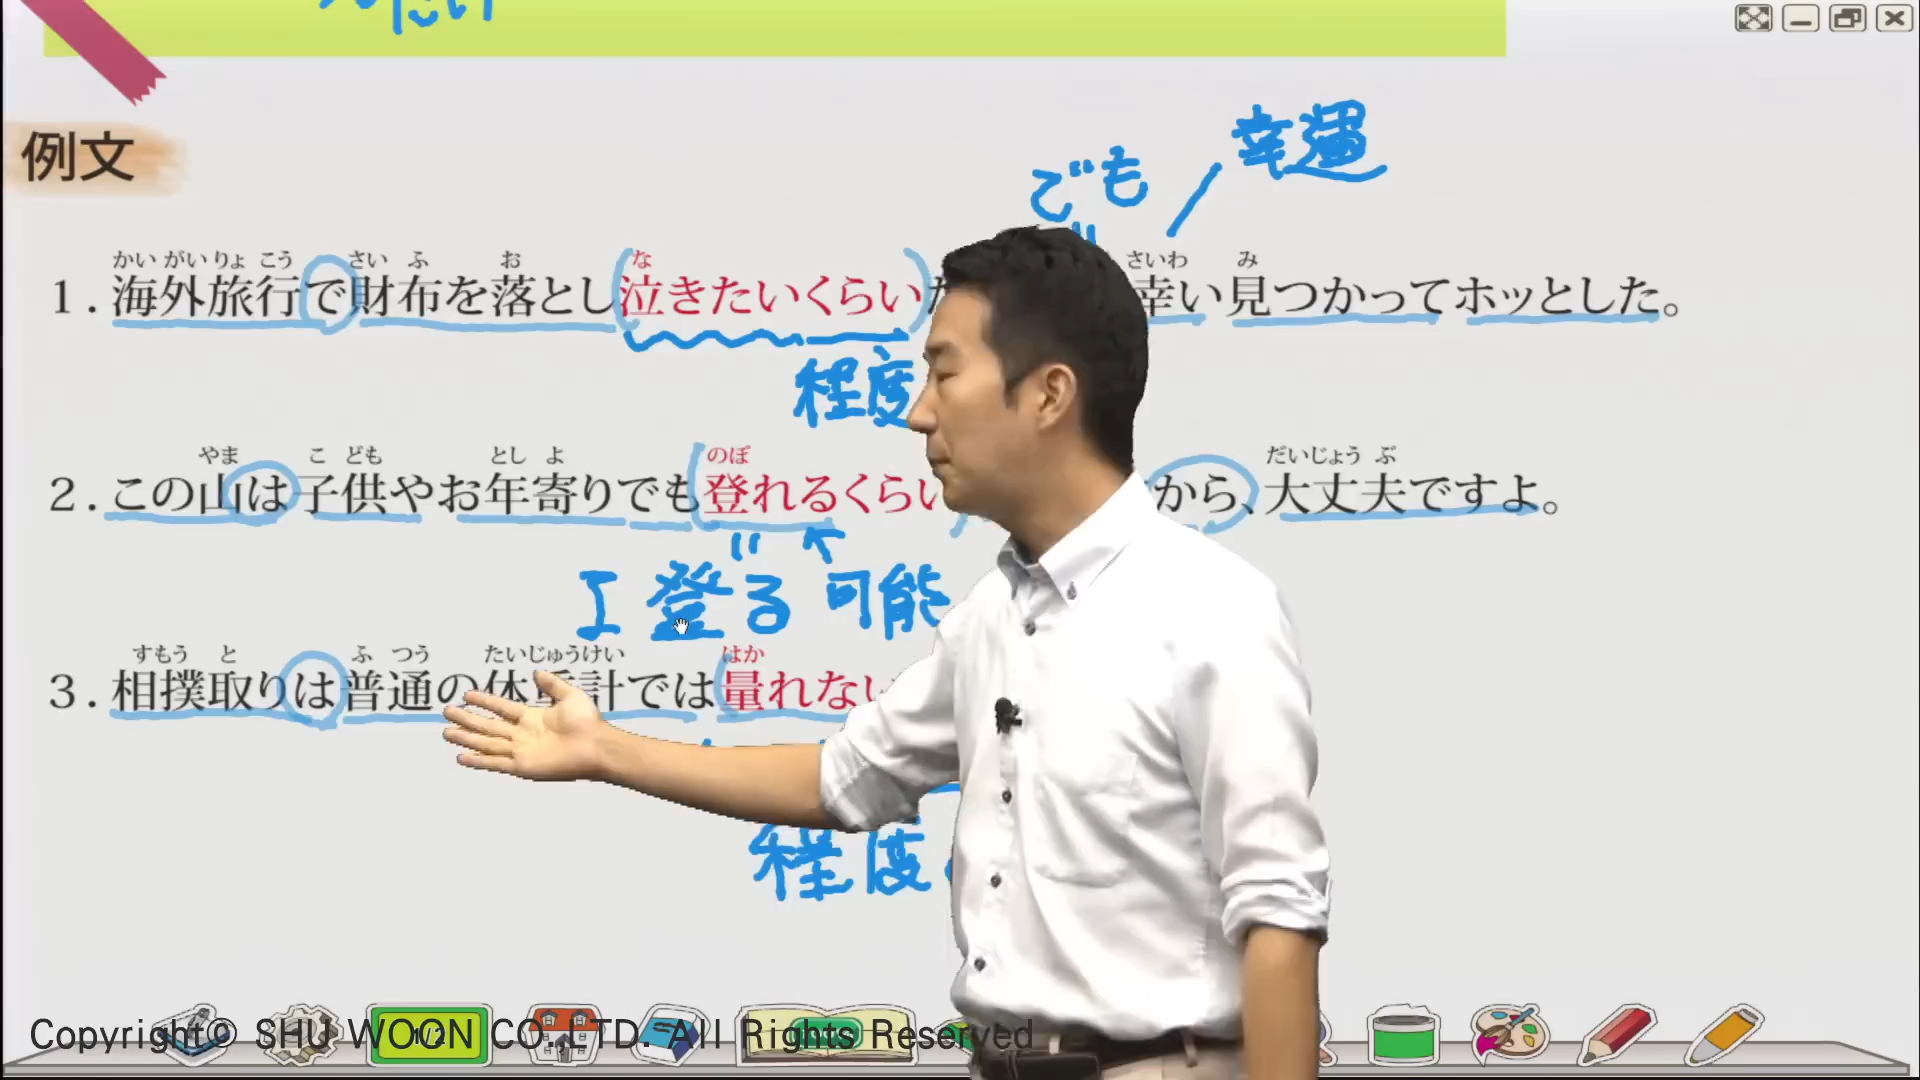 例文
でも
幸運
かいがいりょこう さいふ お な さいわ み
1.海外旅行で財布を落とし泣きたいくらい 幸い見つかってホッとした。
程度
やま こども としよ のぼ だいじょうぶ
2.この山は子供やお年寄りでも登れるくらい から、大丈夫ですよ。
I 登る 可能
すもうと ふつう たいじゅうけい はか
3.相撲取りは普通の体重計では量れない
程度
1/2
Copyright© SHU WOON CO.,LTD. All Rights Reserved